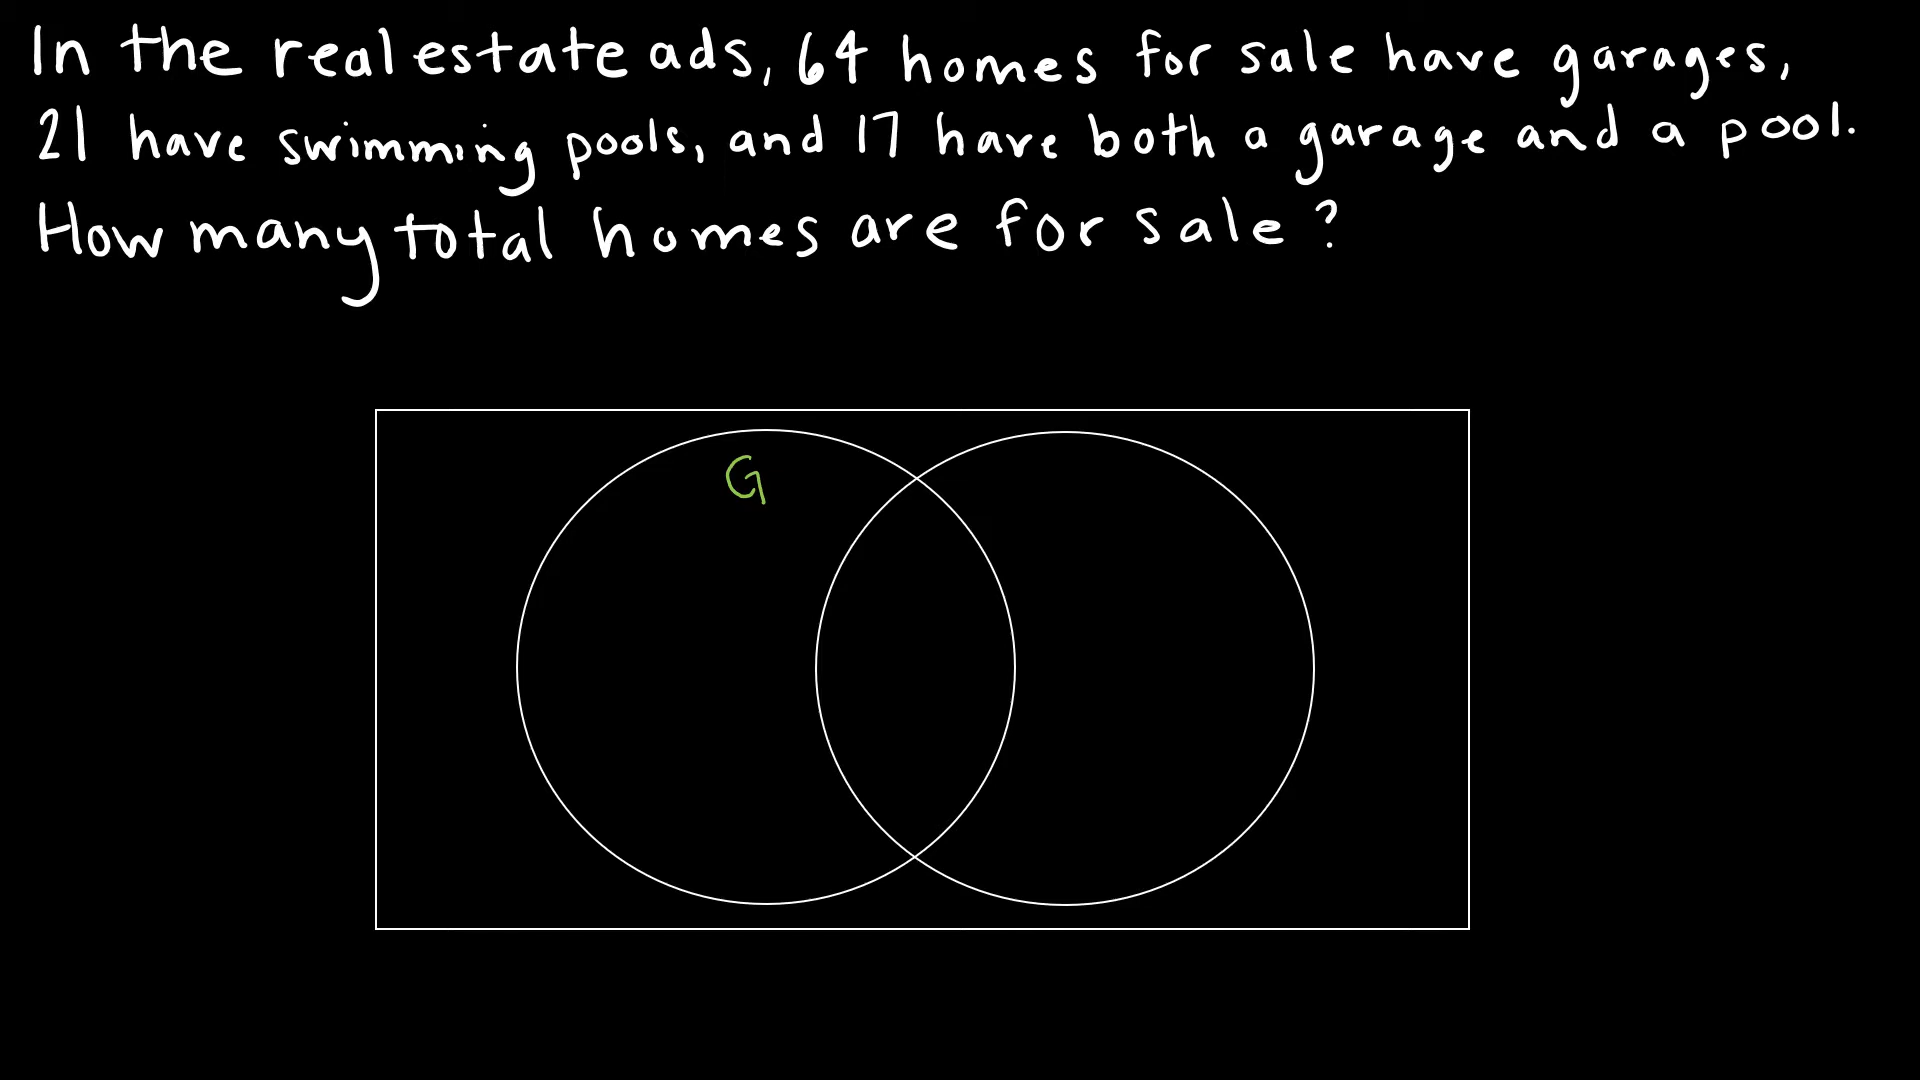 In the real estate ads, 64 homes for sale have garages,
21 have swimming pools, and 17 have both a garage and a pool.
How many total homes are for sale?
G